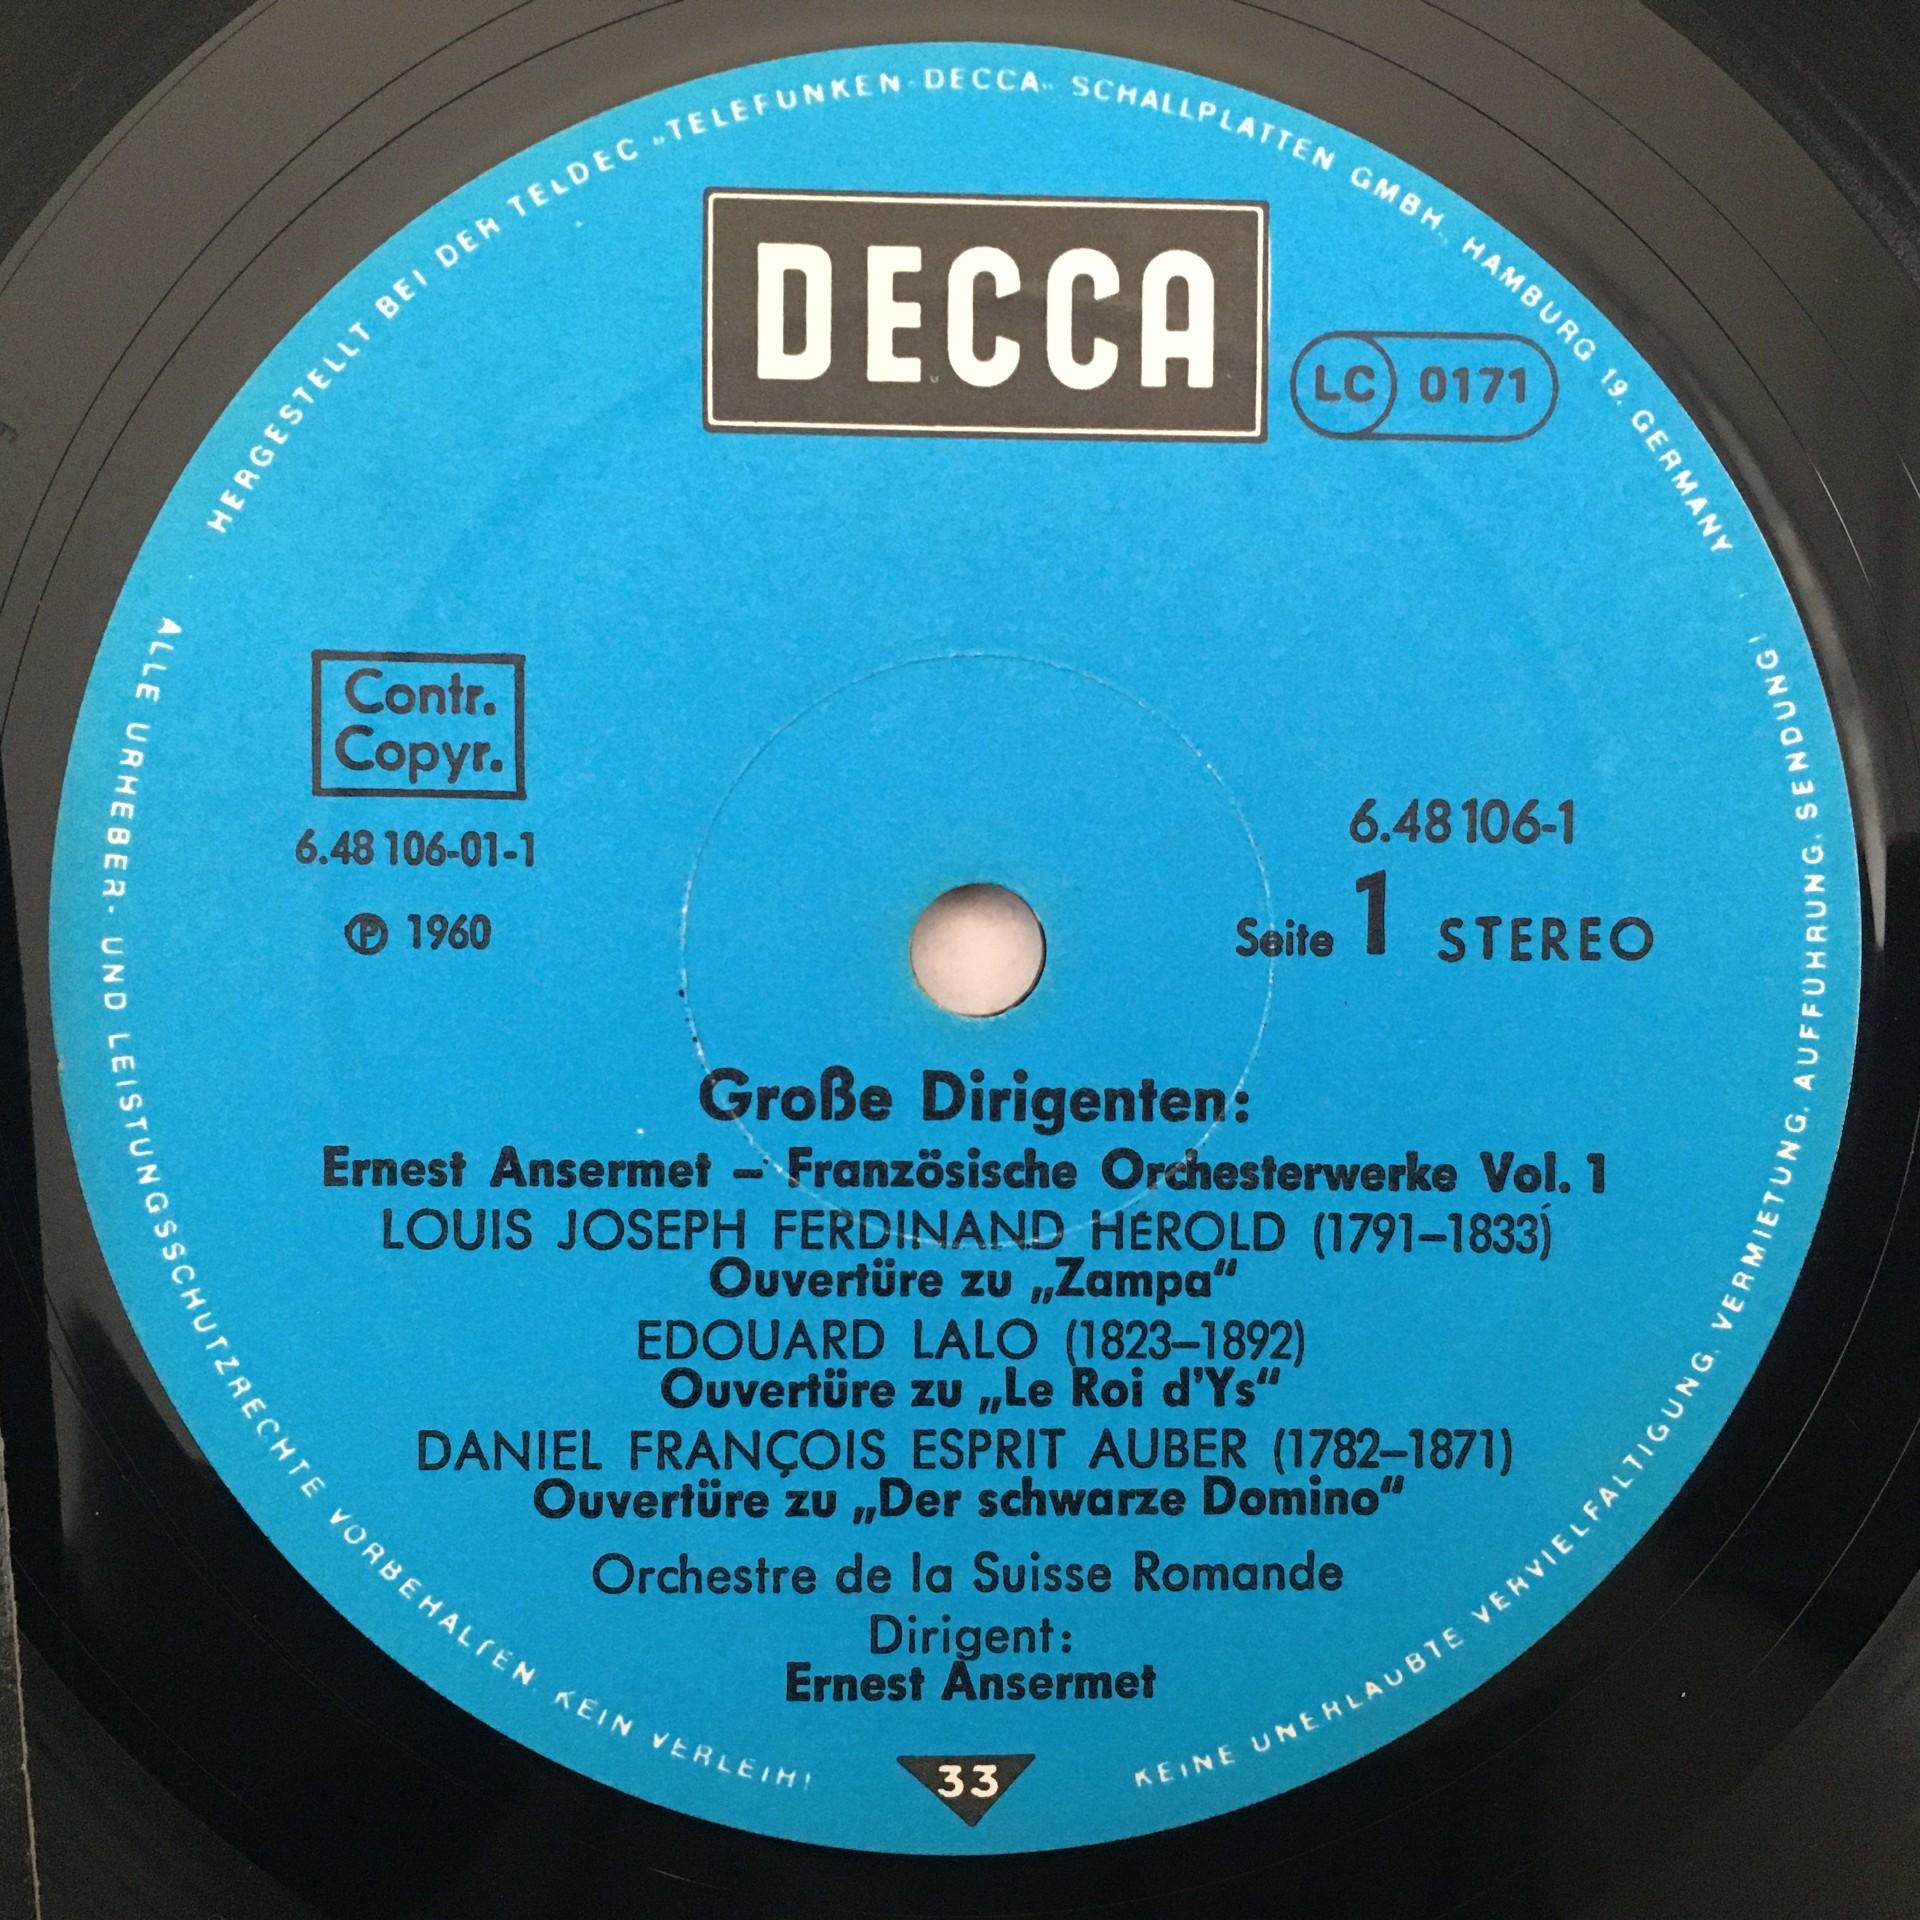 HERGESTELLT BEI DER TELDEC „TELEFUNKEN-DECCA“ SCHALLPLATTEN GMBH. HAMBURG 19. GERMANY
DECCA
LC 0171
Contr.
Copyr.
6.48 106-01-1
℗ 1960
6.48 106-1
Seite 1 STEREO
Große Dirigenten:
Ernest Ansermet – Französische Orchesterwerke Vol. 1
LOUIS JOSEPH FERDINAND HÉROLD (1791–1833)
Ouvertüre zu „Zampa“
EDOUARD LALO (1823–1892)
Ouvertüre zu „Le Roi d'Ys“
DANIEL FRANÇOIS ESPRIT AUBER (1782–1871)
Ouvertüre zu „Der schwarze Domino“
Orchestre de la Suisse Romande
Dirigent:
Ernest Ansermet
33
ALLE URHEBER- UND LEISTUNGSSCHUTZRECHTE VORBEHALTEN. KEIN VERLEIH!
KEINE UNERLAUBTE VERVIELFÄLTIGUNG, VERMIETUNG, AUFFÜHRUNG, SENDUNG!